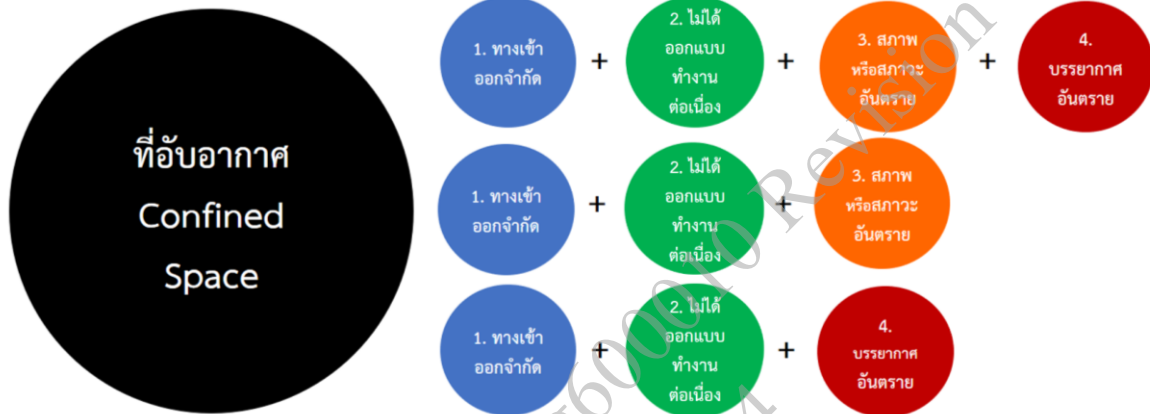 ที่อับอากาศ
Confined
Space
1. ทางเข้า
ออกจำกัด
+
2. ไม่ได้
ออกแบบ
ทำงาน
ต่อเนื่อง
+
3. สภาพ
หรือสภาวะ
อันตราย
+
4.
บรรยากาศ
อันตราย
1. ทางเข้า
ออกจำกัด
+
2. ไม่ได้
ออกแบบ
ทำงาน
ต่อเนื่อง
+
3. สภาพ
หรือสภาวะ
อันตราย
1. ทางเข้า
ออกจำกัด
+
2. ไม่ได้
ออกแบบ
ทำงาน
ต่อเนื่อง
+
4.
บรรยากาศ
อันตราย
Revision